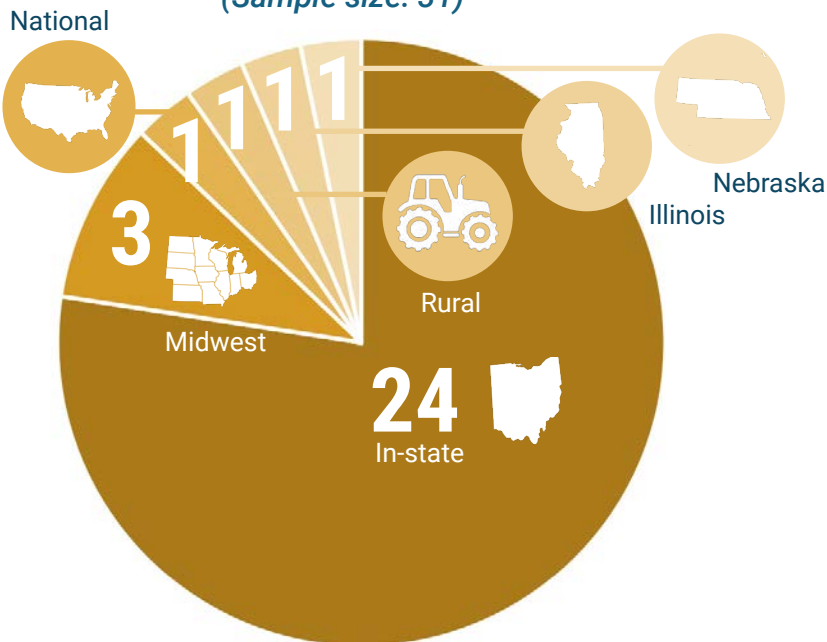 (Sample size: 31)
National
1
1
1
1
Nebraska
Illinois
3
Midwest
Rural
24
In-state